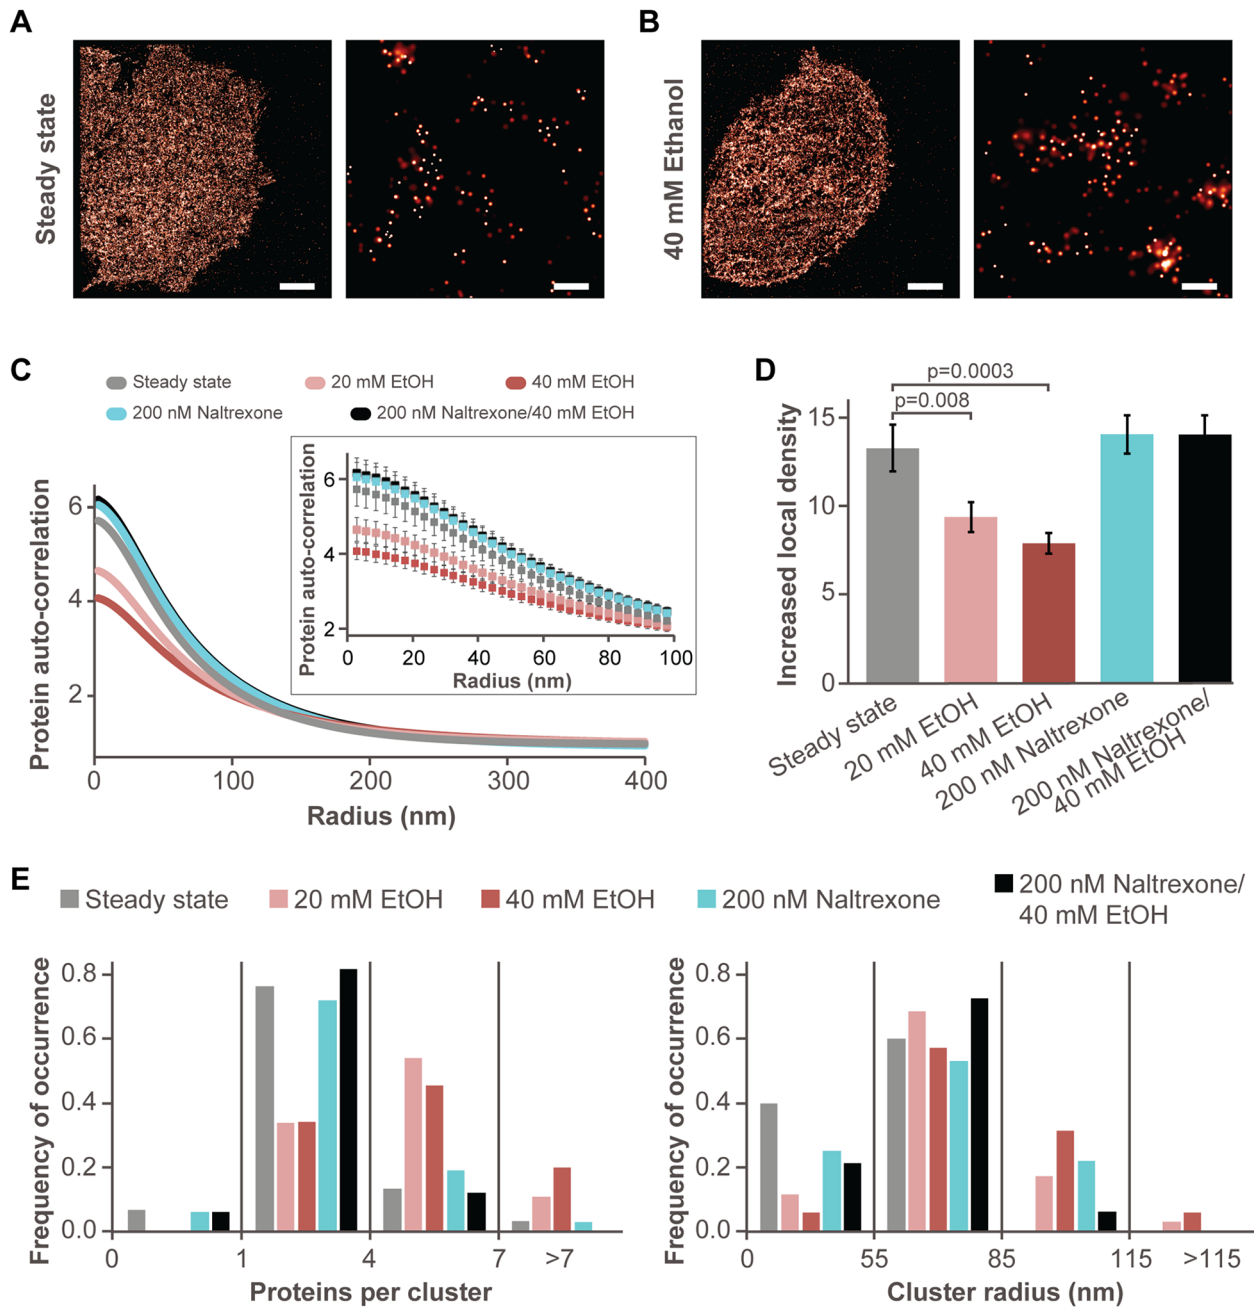 A
B
Steady state
40 mM Ethanol
C
Steady state
20 mM EtOH
40 mM EtOH
200 nM Naltrexone
200 nM Naltrexone/40 mM EtOH
Protein auto-correlation
6
4
2
0
100
200
300
400
Radius (nm)
Protein auto-correlation
6
4
2
0
20
40
60
80
100
Radius (nm)
D
p=0.0003
p=0.008
Increased local density
15
10
5
0
Steady state
20 mM EtOH
40 mM EtOH
200 nM Naltrexone
200 nM Naltrexone/
40 mM EtOH
E
Steady state
20 mM EtOH
40 mM EtOH
200 nM Naltrexone
200 nM Naltrexone/
40 mM EtOH
Frequency of occurrence
0.8
0.6
0.4
0.2
0.0
0
1
4
7
>7
Proteins per cluster
Frequency of occurrence
0.8
0.6
0.4
0.2
0.0
0
55
85
115
>115
Cluster radius (nm)